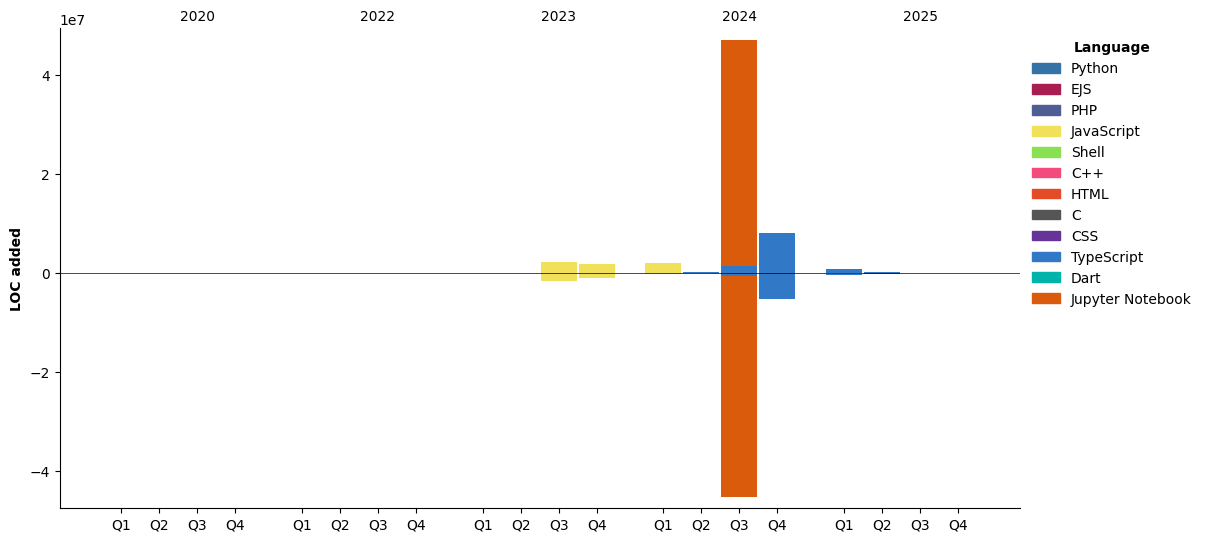 2020 2022 2023 2024 2025
1e7
4
2
0
−2
−4
LOC added
Q1 Q2 Q3 Q4 Q1 Q2 Q3 Q4 Q1 Q2 Q3 Q4 Q1 Q2 Q3 Q4 Q1 Q2 Q3 Q4
Language
Python
EJS
PHP
JavaScript
Shell
C++
HTML
C
CSS
TypeScript
Dart
Jupyter Notebook